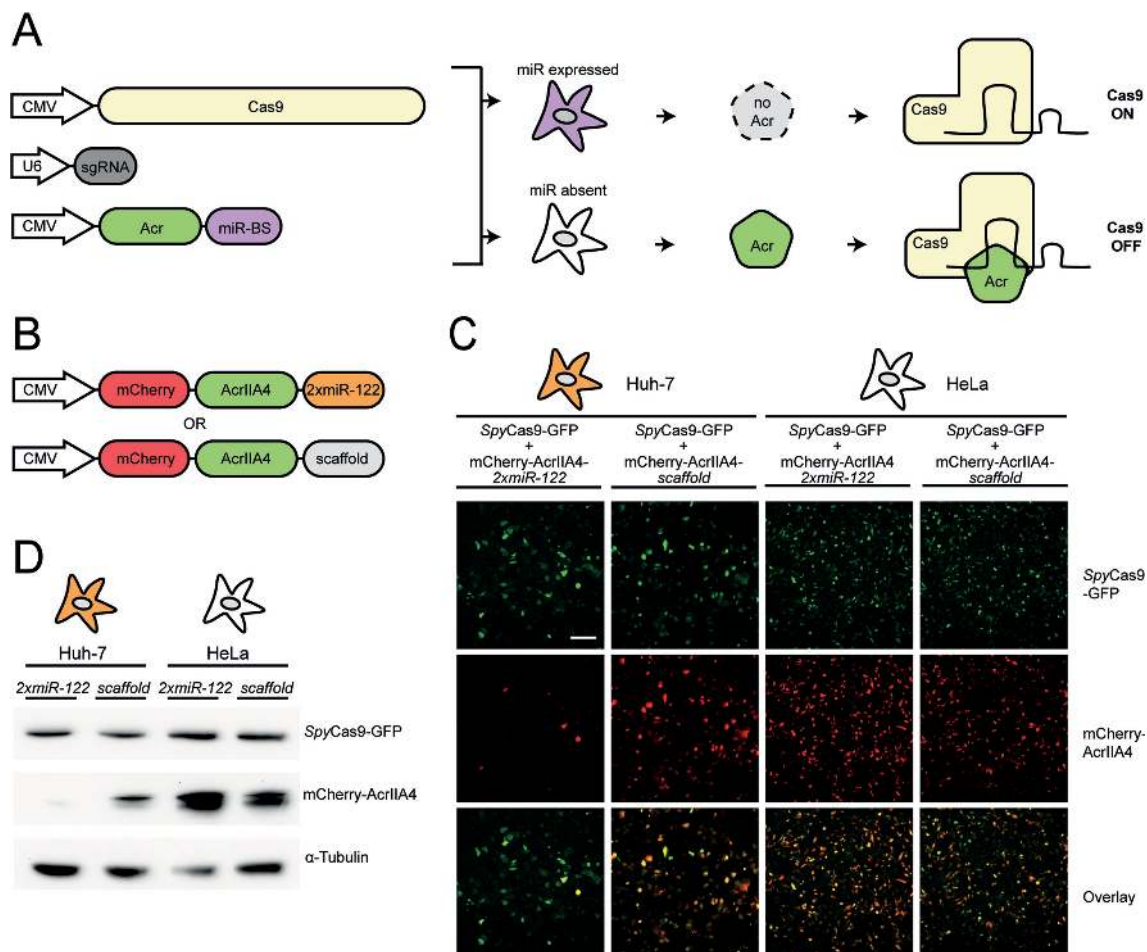 A
CMV
Cas9
U6
sgRNA
CMV
Acr
miR-BS
miR expressed
no
Acr
Cas9
Cas9
ON
miR absent
Acr
Cas9
Acr
Cas9
OFF
B
CMV
mCherry
AcrIIA4
2xmiR-122
OR
CMV
mCherry
AcrIIA4
scaffold
C
Huh-7
HeLa
SpyCas9-GFP
+
mCherry-AcrIIA4-
2xmiR-122
SpyCas9-GFP
+
mCherry-AcrIIA4-
scaffold
SpyCas9-GFP
+
mCherry-AcrIIA4
2xmiR-122
SpyCas9-GFP
+
mCherry-AcrIIA4-
scaffold
SpyCas9
-GFP
mCherry-
AcrIIA4
Overlay
D
Huh-7
HeLa
2xmiR-122
scaffold
2xmiR-122
scaffold
SpyCas9-GFP
mCherry-AcrIIA4
α-Tubulin